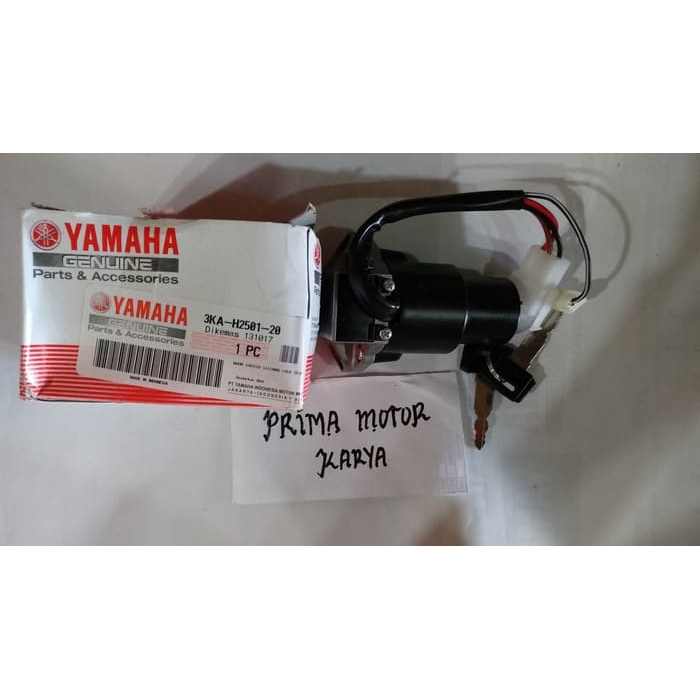 YAMAHA
GENUINE
Parts & Accessories
YAMAHA
GENUINE
Parts & Accessories
3KA-H2501-20
Dikemas 131017
1 PC
MADE IN INDONESIA
PT.YAMAHA INDONESIA MOTOR
JAKARTA-INDONESIA
PRIMA MOTOR
KARYA